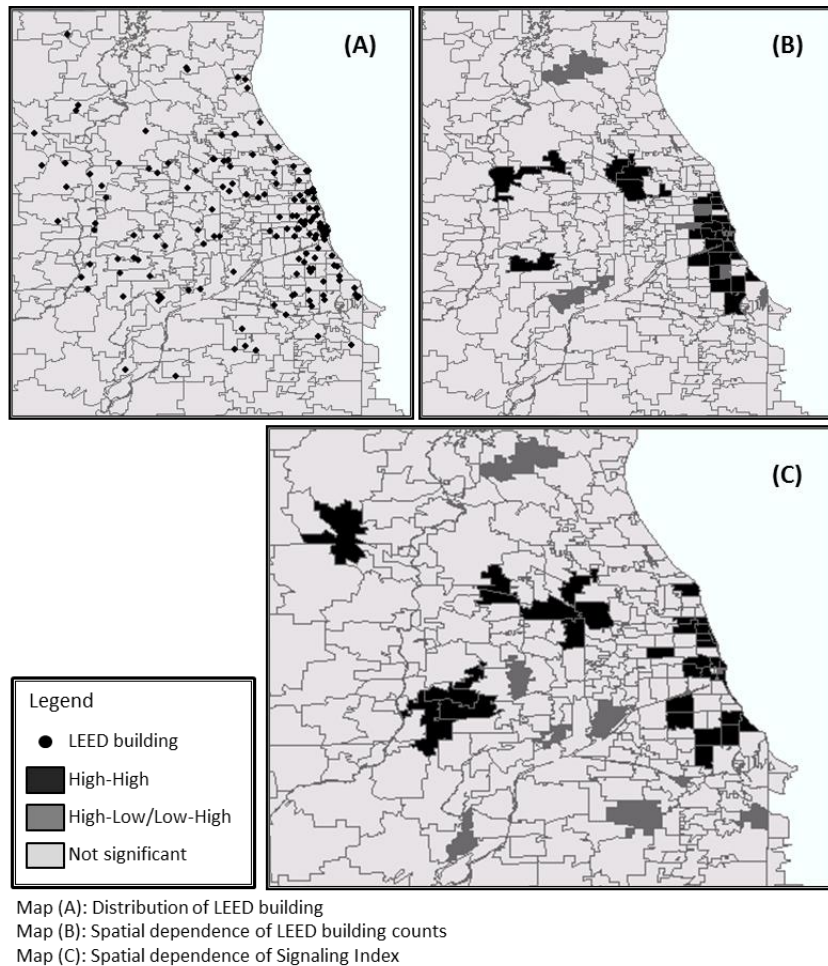 (A)
(B)
(C)
Legend
LEED building
High-High
High-Low/Low-High
Not significant
Map (A): Distribution of LEED building
Map (B): Spatial dependence of LEED building counts
Map (C): Spatial dependence of Signaling Index